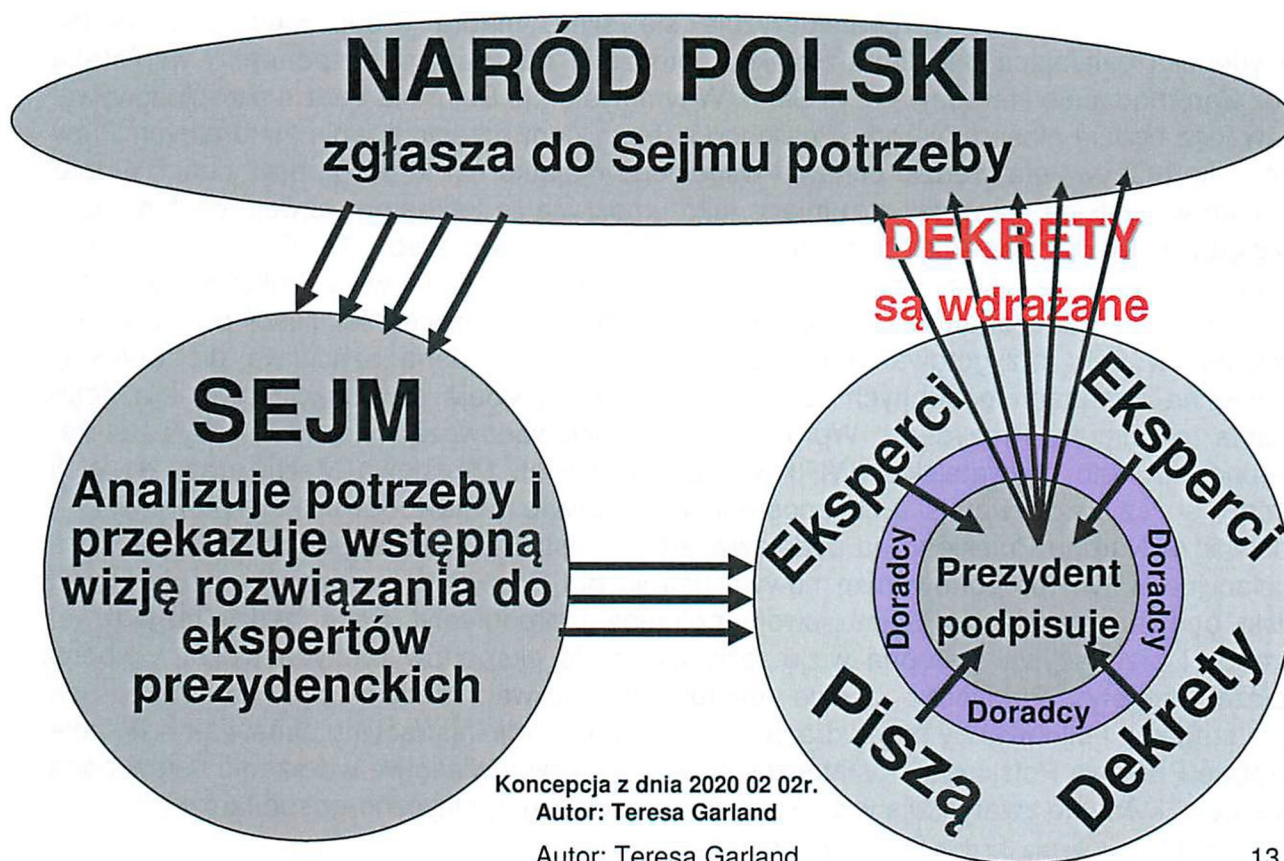 NARÓD POLSKI
zgłasza do Sejmu potrzeby
DEKRETY
są wdrażane
SEJM
Analizuje potrzeby i
przekazuje wstępną
wizję rozwiązania do
ekspertów
prezydenckich
Eksperci
Eksperci
Doradcy
Doradcy
Prezydent
podpisuje
Doradcy
Piszą
Dekrety
Koncepcja z dnia 2020 02 02r.
Autor: Teresa Garland
Autor: Teresa Garland
13